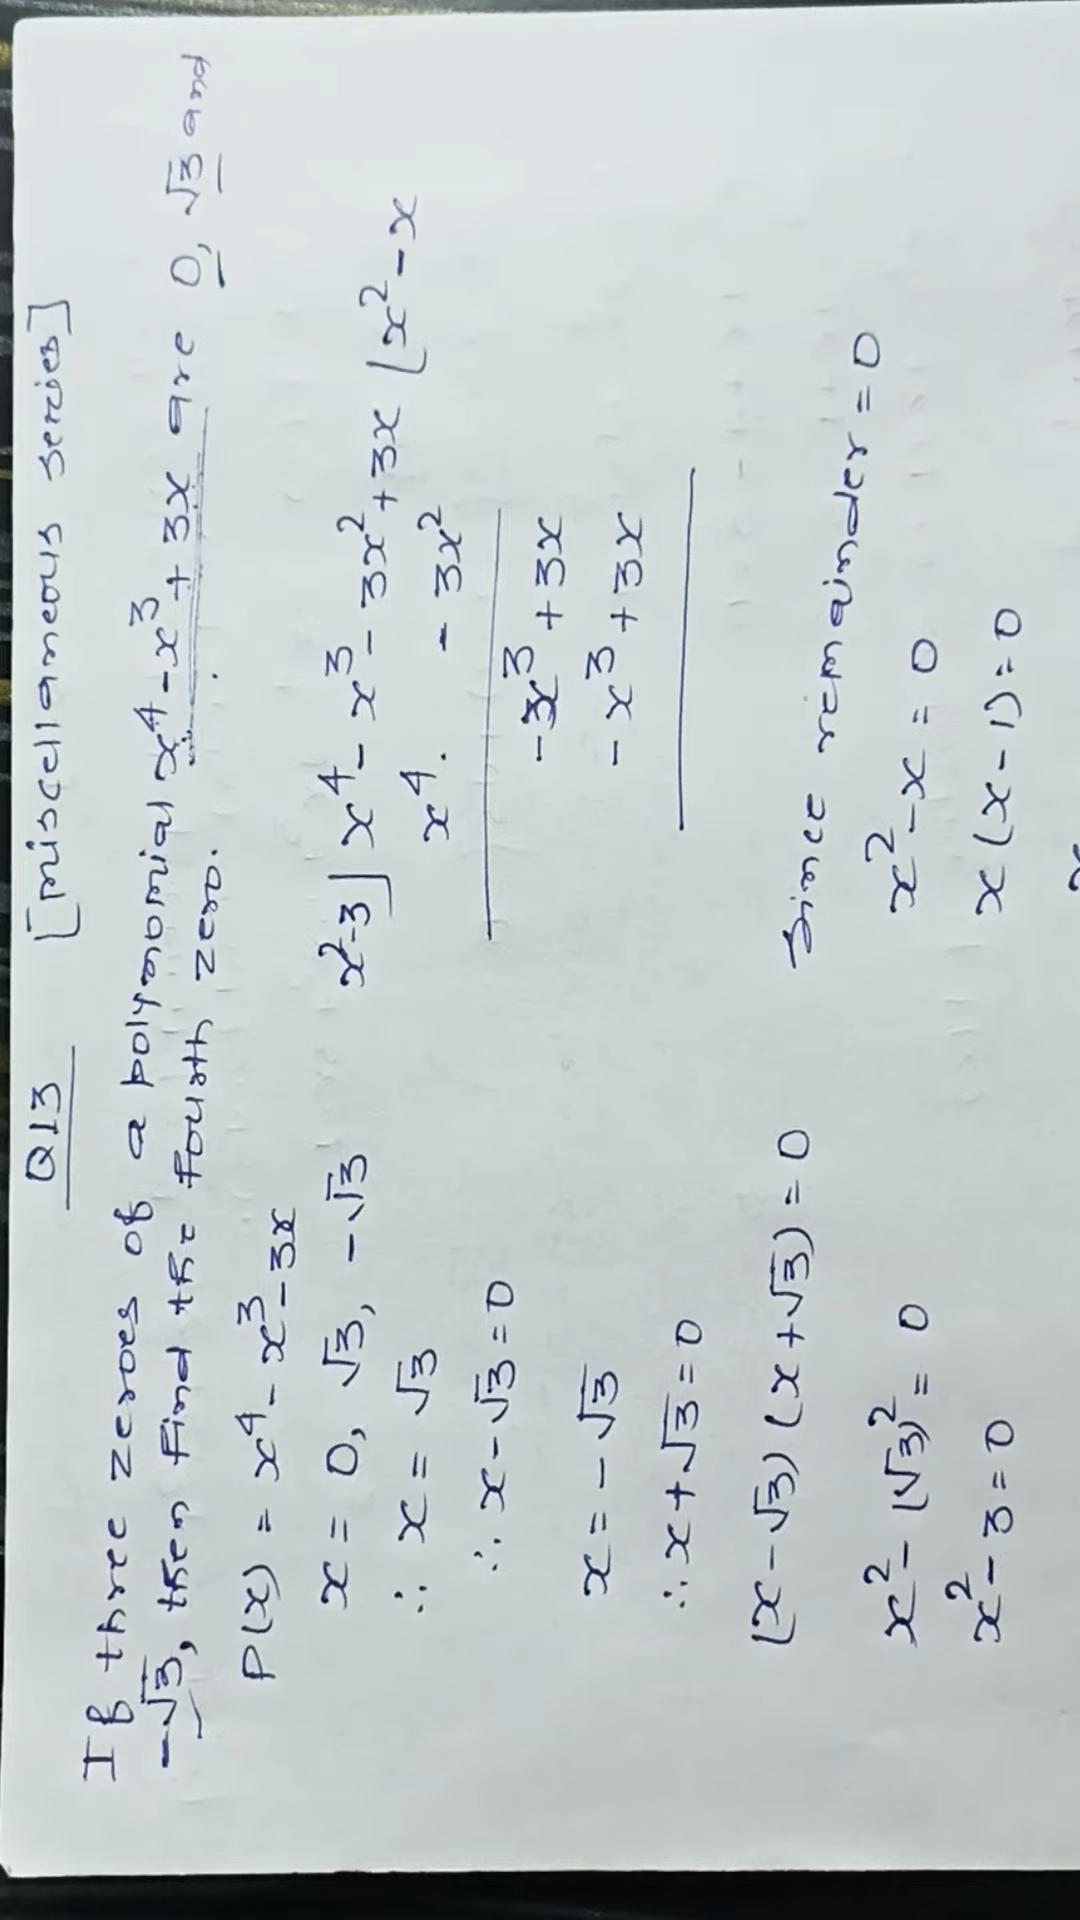 Q13 [miscellaneous series]
If three zeroes of a polynomial x⁴-x³+3x are 0, √3 and
-√3, then find the fourth zero.
P(x) = x⁴-x³-3x
x = 0, √3, -√3
∴ x = √3
∴ x-√3=0
x = -√3
∴ x+√3=0
(x-√3)(x+√3)=0
x²-(√3)²=0
x²-3=0
x²-3] x⁴-x³-3x²+3x [x²-x
x⁴. -3x²
-x³+3x
-x³+3x
Since remainder=0
x²-x=0
x(x-1)=0